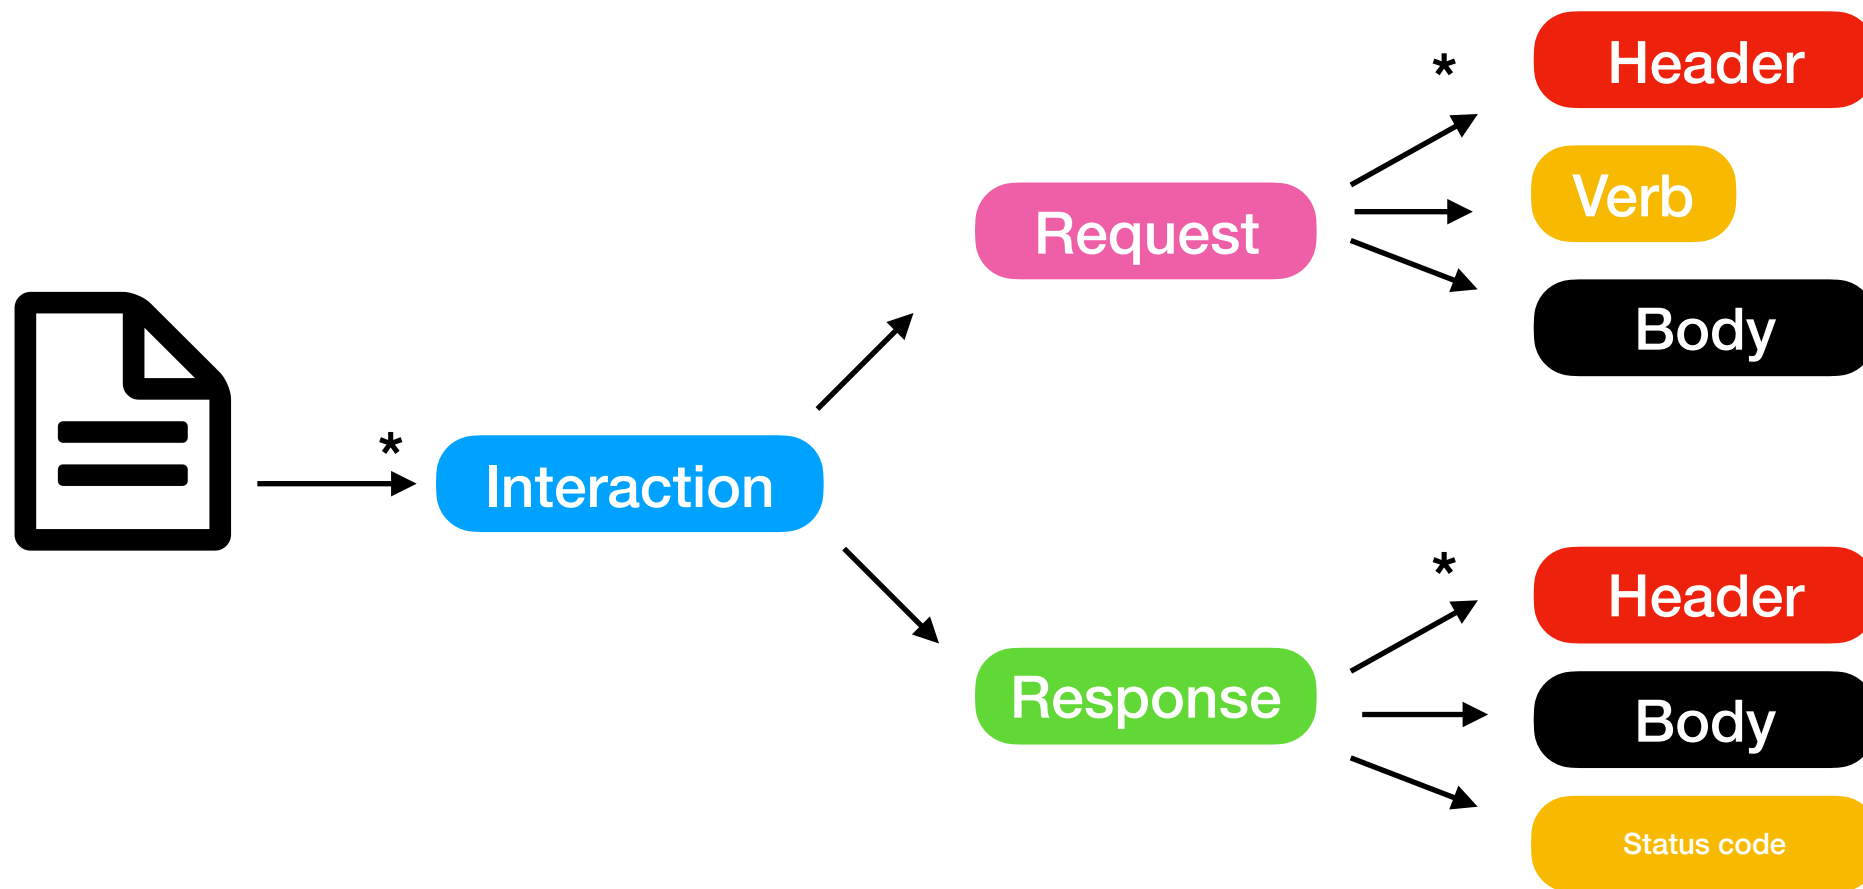 *
Header
Verb
Request
Body
*
Interaction
*
Header
Response
Body
Status code